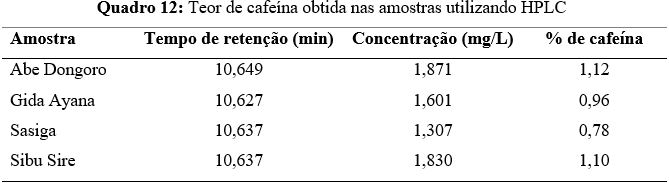 Quadro 12: Teor de cafeína obtida nas amostras utilizando HPLC
Amostra Tempo de retenção (min) Concentração (mg/L) % de cafeína
Abe Dongoro 10,649 1,871 1,12
Gida Ayana 10,627 1,601 0,96
Sasiga 10,637 1,307 0,78
Sibu Sire 10,637 1,830 1,10